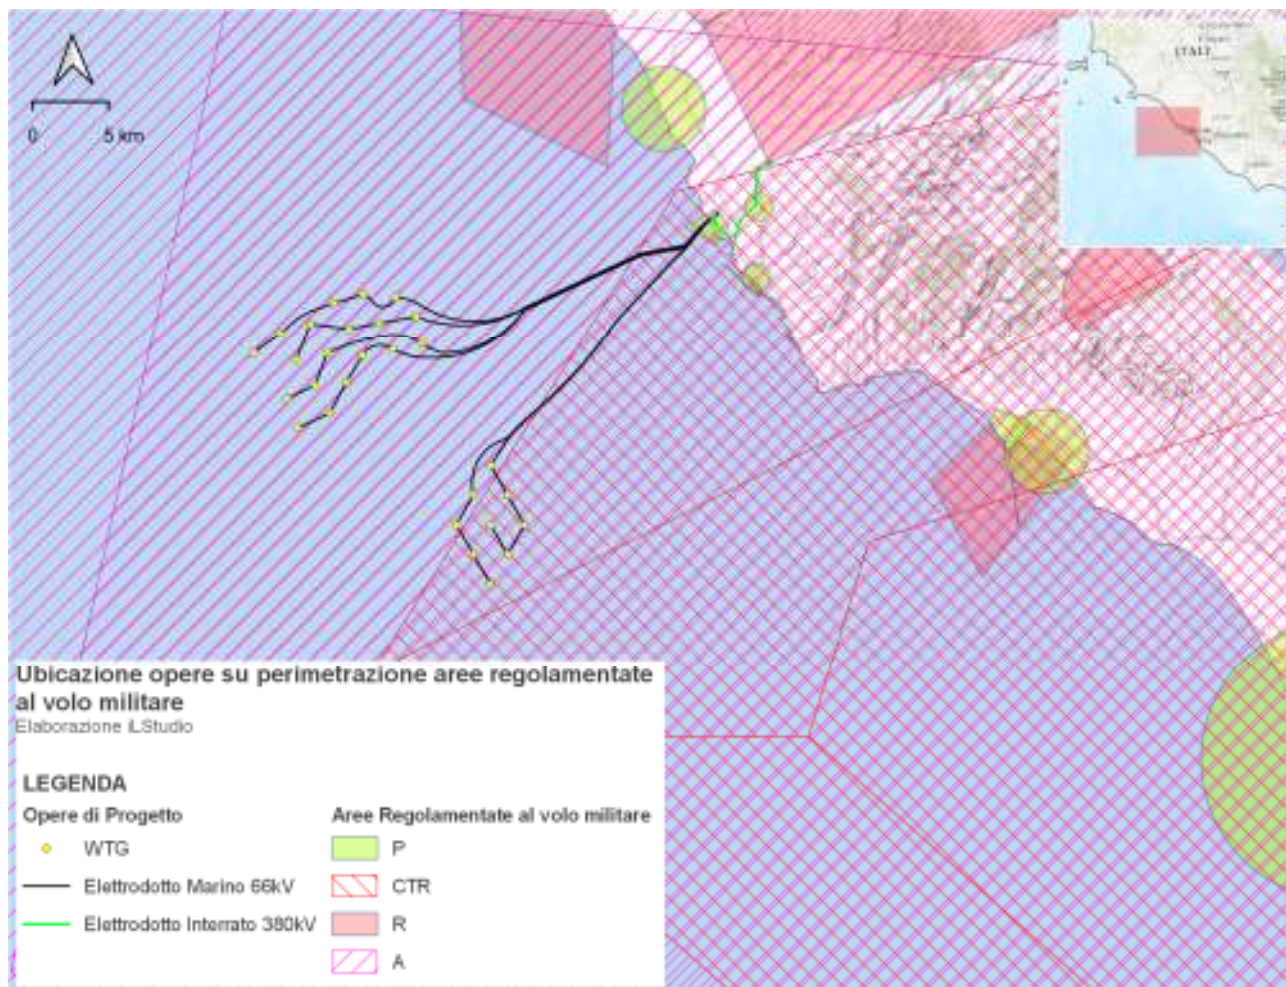 0 5 km
ITALY
Ubicazione opere su perimetrazione aree regolamentate
al volo militare
Elaborazione iLStudio
LEGENDA
Opere di Progetto
WTG
Elettrodotto Marino 66kV
Elettrodotto Interrato 380kV
Aree Regolamentate al volo militare
P
CTR
R
A